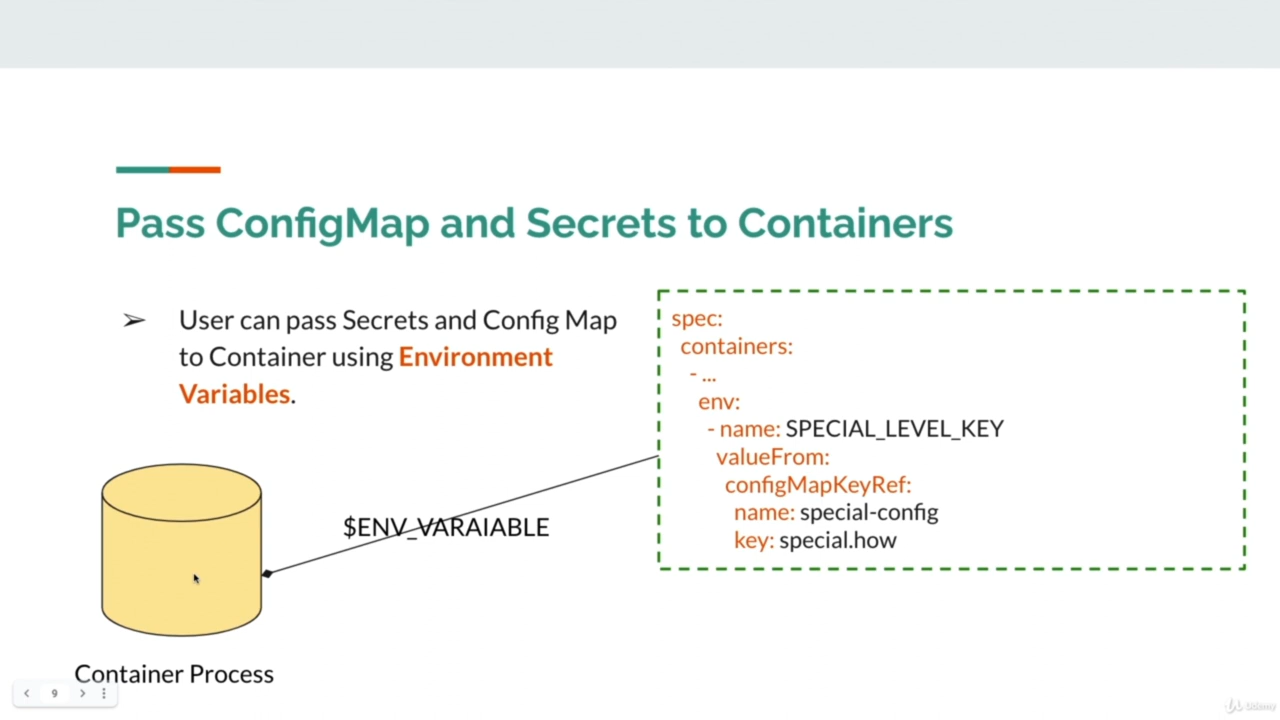 Pass ConfigMap and Secrets to Containers
➢ User can pass Secrets and Config Map
to Container using Environment
Variables.
spec:
containers:
- ...
env:
- name: SPECIAL_LEVEL_KEY
valueFrom:
configMapKeyRef:
name: special-config
key: special.how
$ENV_VARAIABLE
Container Process
9
Udemy